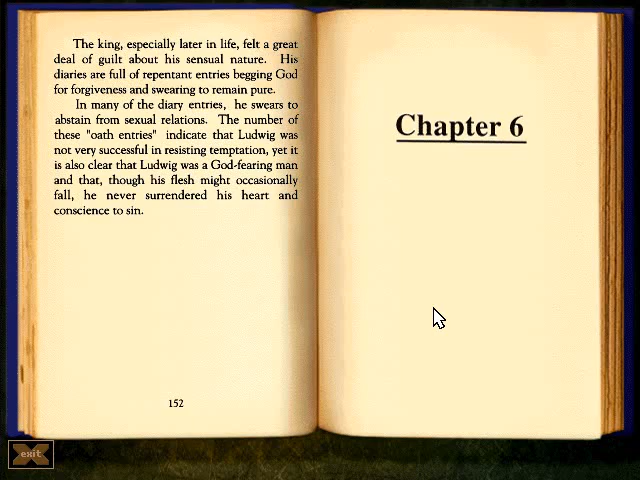 The king, especially later in life, felt a great
deal of guilt about his sensual nature. His
diaries are full of repentant entries begging God
for forgiveness and swearing to remain pure.
In many of the diary entries, he swears to
abstain from sexual relations. The number of
these "oath entries" indicate that Ludwig was
not very successful in resisting temptation, yet it
is also clear that Ludwig was a God-fearing man
and that, though his flesh might occasionally
fall, he never surrendered his heart and
conscience to sin.
152
Chapter 6
exit